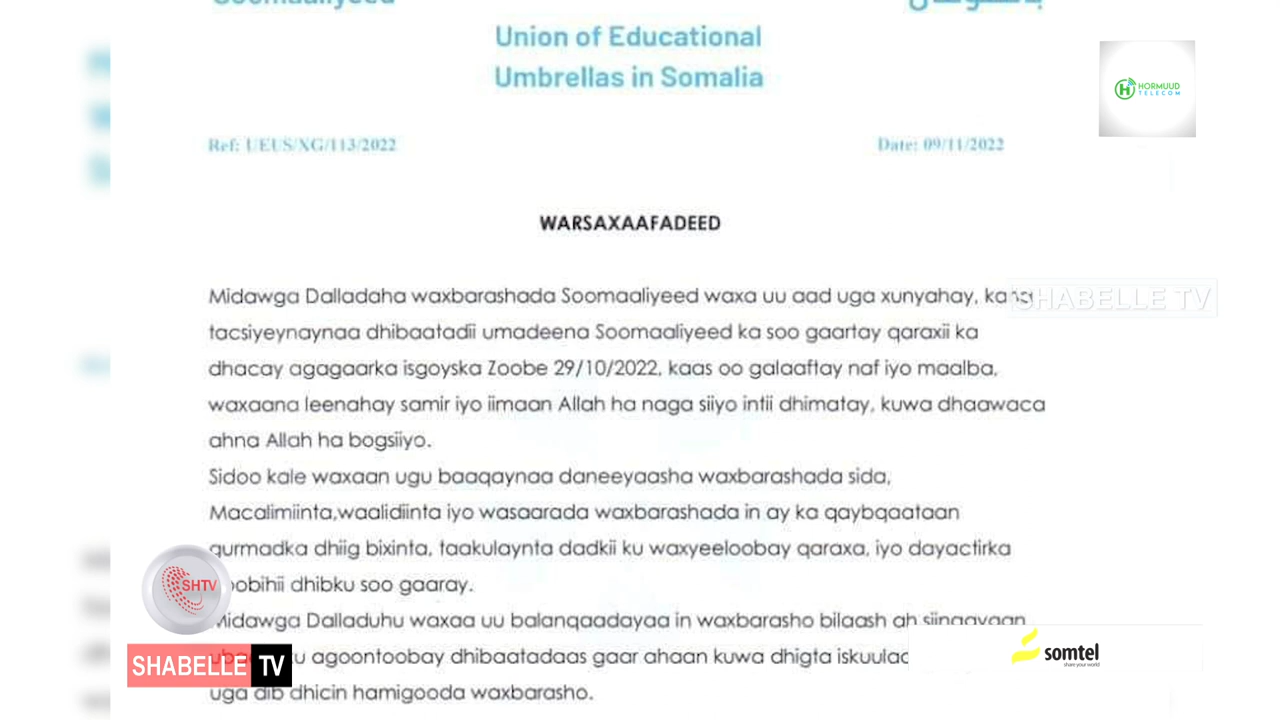 Soomaaliyeed
Union of Educational
Umbrellas in Somalia
HORMUUD
TELECOM
Ref: UEUS/XG/113/2022
Date: 09/11/2022
WARSAXAAFADEED
Midawga Dalladaha waxbarashada Soomaaliyeed waxa uu aad uga xunyahay, kana
SHABELLE TV
tacsiyeynaynaa dhibaatadii umadeena Soomaaliyeed ka soo gaartay qaraxii ka
dhacay agagaarka isgoyska Zoobe 29/10/2022, kaas oo galaaftay naf iyo maalba,
waxaana leenahay samir iyo iimaan Allah ha naga siiyo intii dhimatay, kuwa dhaawaca
ahna Allah ha bogsiiyo.
Sidoo kale waxaan ugu baaqaynaa daneeyaasha waxbarashada sida,
Macalimiinta,waalidiinta iyo wasaarada waxbarashada in ay ka qaybqaataan
gurmadka dhiig bixinta, taakulaynta dadkii ku waxyeeloobay qaraxa, iyo dayactirka
dhibku soo gaaray.
SHTV
Midawga Dalladuhu waxaa uu balanqaadayaa in waxbarasho bilaash ah siinayaan
agoontoobay dhibaatadaas gaar ahaan kuwa dhigta
uga dib dhicin hamigooda waxbarasho.
SHABELLE TV
somtel
share your world